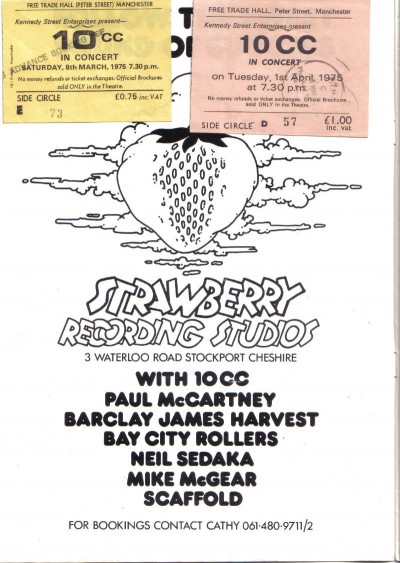 FREE TRADE HALL (PETER STREET) MANCHESTER
Kennedy Street Enterprises present—
10 CC
IN CONCERT
SATURDAY, 8th MARCH, 1975 7.30 p.m.
No money refunds or ticket exchanges. Official Brochures
sold ONLY in the Theatre.
SIDE CIRCLE £0.75 inc. VAT
E 73
ADVANCE
FREE TRADE HALL, Peter Street, Manchester
Kennedy Street Enterprises present—
10 CC
IN CONCERT
on Tuesday, 1st April, 1975
at 7.30 p.m.
No money refunds or ticket exchanges. Official Brochures
sold ONLY in the Theatre.
SIDE CIRCLE D 57 £1.00
inc. vat
STRAWBERRY
RECORDING STUDIOS
3 WATERLOO ROAD STOCKPORT CHESHIRE
WITH 10CC
PAUL McCARTNEY
BARCLAY JAMES HARVEST
BAY CITY ROLLERS
NEIL SEDAKA
MIKE McGEAR
SCAFFOLD
FOR BOOKINGS CONTACT CATHY 061·480·9711/2